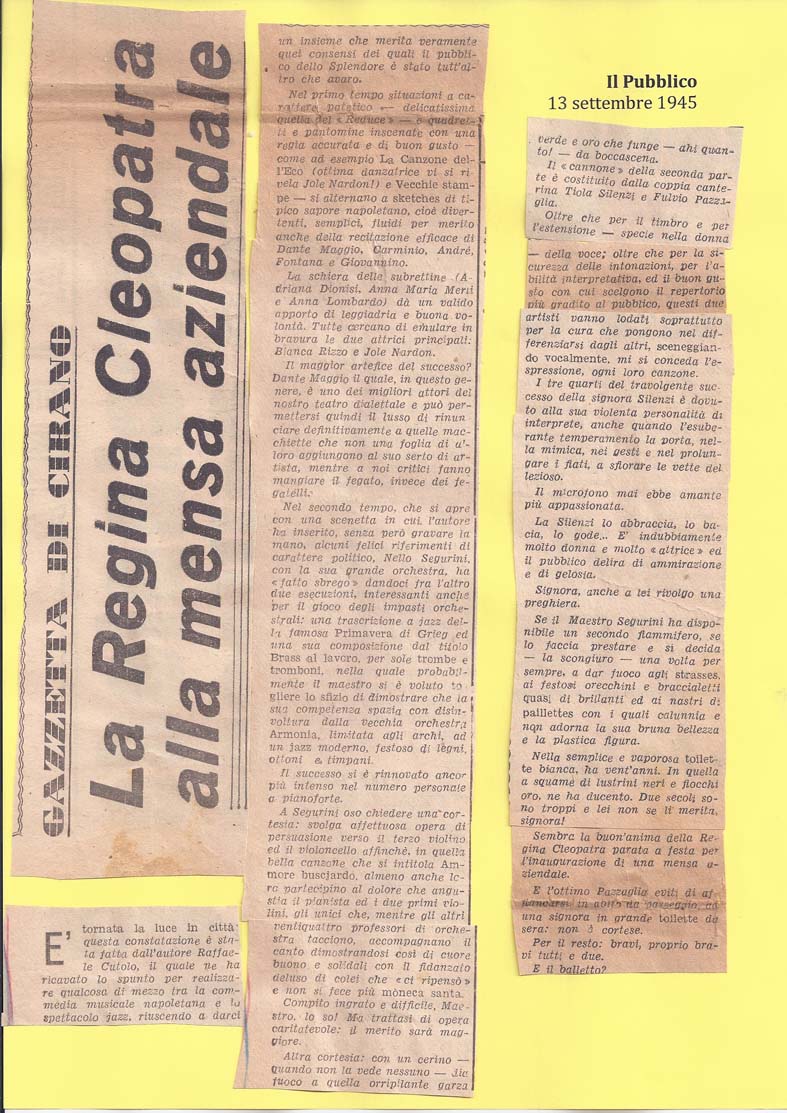 Il Pubblico
13 settembre 1945
GAZZETTA DI CIRANO
La Regina Cleopatra
alla mensa aziendale
E' tornata la luce in città:
questa constatazione è sta-
ta fatta dall'autore Raffae-
le Cutolo, il quale ne ha
ricavato lo spunto per realizza-
re qualcosa di mezzo tra la com-
media musicale napoletana e lo
spettacolo jazz, riuscendo a darci
un insieme che merita veramente
quei consensi dei quali il pubbli-
co dello Splendore è stato tutt'al-
tro che avaro.
Nel primo tempo situazioni a ca-
rattere patetico — delicatissima
quella del « Reduce » — e quadret-
ti e pantomine inscenate con una
regia accurata e di buon gusto —
come ad esempio La Canzone del-
l'Eco (ottima danzatrice vi si ri-
vela Jole Nardon!) e Vecchie stam-
pe — si alternano a sketches di ti-
pico sapore napoletano, cioè diver-
tenti, semplici, fluidi per merito
anche della recitazione efficace di
Dante Maggio, Carminio, André,
Fontana e Giovannino.
La schiera delle subrettine (A-
driana Dionisi, Anna Maria Mersi
e Anna Lombardo) dà un valido
apporto di leggiadria e buona vo-
lontà. Tutte cercano di emulare in
bravura le due attrici principali:
Bianca Rizzo e Jole Nardon.
Il maggior artefice del successo?
Dante Maggio il quale, in questo ge-
nere, è uno dei migliori attori del
nostro teatro dialettale e può per-
mettersi quindi il lusso di rinun-
ciare definitivamente a quelle mac-
chiette che non una foglia di al-
loro aggiungono al suo serto di ar-
tista, mentre a noi critici fanno
mangiare il fegato, invece dei fe-
gatelli.
Nel secondo tempo, che si apre
con una scenetta in cui l'autore
ha inserito, senza però gravare la
mano, alcuni felici riferimenti di
carattere politico, Nello Segurini,
con la sua grande orchestra, ha
« fatto sbrego » dandoci fra l'altro
due esecuzioni, interessanti anche
per il gioco degli impasti orche-
strali: una trascrizione a jazz del-
la famosa Primavera di Grieg ed
una sua composizione dal titolo
Brass al lavoro, per sole trombe e
tromboni, nella quale probabil-
mente il maestro si è voluto to-
gliere lo sfizio di dimostrare che la
sua competenza spazia con disin-
voltura dalla vecchia orchestra
Armonia, limitata agli archi, ad
un jazz moderno, festoso di legni,
ottoni e timpani.
Il successo si è rinnovato ancor
più intenso nel numero personale
a pianoforte.
A Segurini oso chiedere una cor-
tesia: svolga affettuosa opera di
persuasione verso il terzo violino
ed il violoncello affinché, in quella
bella canzone che si intitola Am-
more busciardo, almeno anche lo-
ro partecipino al dolore che angu-
stia il pianista ed i due primi vio-
lini, gli unici che, mentre gli altri
ventiquattro professori di orche-
stra tacciono, accompagnano il
canto dimostrandosi così di cuore
buono e solidali con il fidanzato
deluso di colei che « ci ripensò »
e non si fece più mòneca santa.
Compito ingrato e difficile, Mae-
stro, lo so! Ma trattasi di opera
caritatevole: il merito sarà mag-
giore.
Altra cortesia: con un cerino —
quando non la vede nessuno — dia
fuoco a quella orripilante garza
verde e oro che funge — ahi quan-
to! — da boccascena.
Il « cannone » della seconda par-
te è costituito dalla coppia cante-
rina Tiola Silenzi e Fulvio Pazza-
glia.
Oltre che per il timbro e per
l'estensione — specie nella donna
— della voce; oltre che per la si-
curezza delle intonazioni, per l'a-
bilità interpretativa, ed il buon gu-
sto con cui scelgono il repertorio
più gradito al pubblico, questi due
artisti vanno lodati soprattutto
per la cura che pongono nel
differenziarsi dagli altri, sceneggian-
do vocalmente, mi si conceda l'e-
spressione, ogni loro canzone.
I tre quarti del travolgente suc-
cesso della signora Silenzi è dovu-
to alla sua violenta personalità di
interprete, anche quando l'esube-
rante temperamento la porta, nel-
la mimica, nei gesti e nel prolun-
gare i fiati, a sfiorare le vette del
lezioso.
Il microfono mai ebbe amante
più appassionata.
La Silenzi lo abbraccia, lo ba-
cia, lo gode... E' indubbiamente
molto donna e molto « attrice » ed
il pubblico delira di ammirazione
e di gelosia.
Signora, anche a lei rivolgo una
preghiera.
Se il Maestro Segurini ha dispo-
nibile un secondo fiammifero, se
lo faccia prestare e si decida
— la scongiuro — una volta per
sempre, a dar fuoco agli strasses,
ai festosi orecchini e braccialetti
quasi di brillanti ed ai nastri di
paillettes con i quali calunnia e
non adorna la sua bruna bellezza
e la plastica figura.
Nella semplice e vaporosa toilet-
te bianca, ha vent'anni. In quella
a squame di lustrini neri e fiocchi
oro, ne ha ducento. Due secoli so-
no troppi e lei non se li merita,
signora!
Sembra la buon'anima della Re-
gina Cleopatra parata a festa per
l'inaugurazione di una mensa a-
ziendale.
E l'ottimo Pazzaglia eviti di af-
fiancarsi, in abito da passeggio, ad
una signora in grande toilette da
sera: non è cortese.
Per il resto: bravi, proprio bra-
vi tutti e due.
E il balletto?